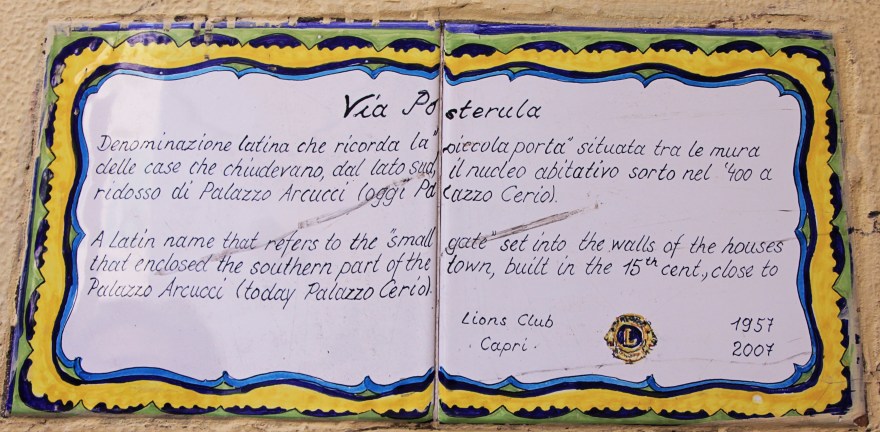 Via Posterula
Denominazione latina che ricorda la "piccola porta" situata tra le mura
delle case che chiudevano, dal lato sud, il nucleo abitativo sorto nel '400 a
ridosso di Palazzo Arcucci (oggi Palazzo Cerio).
A Latin name that refers to the "small gate" set into the walls of the houses
that enclosed the southern part of the town, built in the 15th cent., close to
Palazzo Arcucci (today Palazzo Cerio).
Lions Club
· Capri ·
L
1957
2007